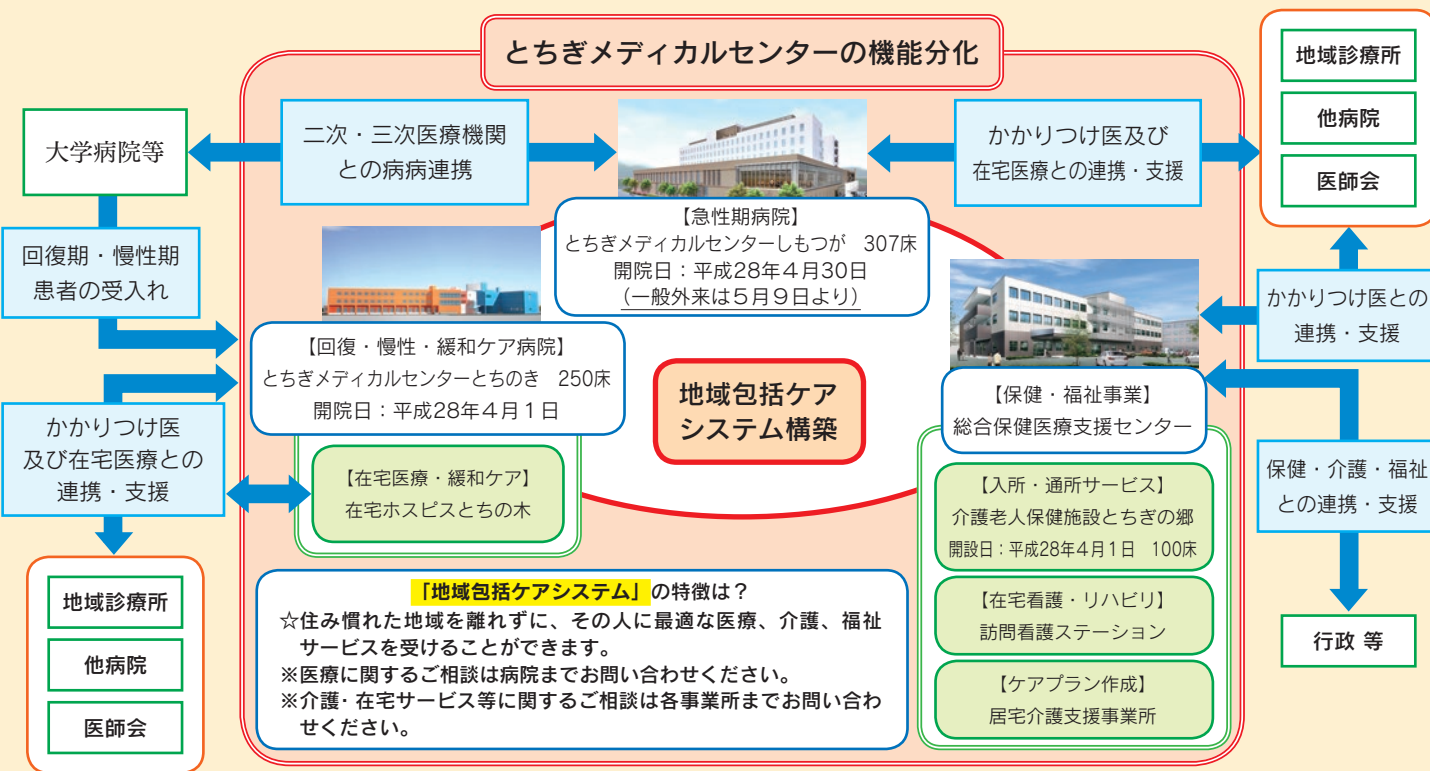 とちぎメディカルセンターの機能分化
大学病院等
二次・三次医療機関
との病病連携
かかりつけ医及び
在宅医療との連携・支援
地域診療所
他病院
医師会
回復期・慢性期
患者の受入れ
【急性期病院】
とちぎメディカルセンターしもつが 307床
開院日：平成28年4月30日
（一般外来は5月9日より）
かかりつけ医との
連携・支援
【回復・慢性・緩和ケア病院】
とちぎメディカルセンターとちのき 250床
開院日：平成28年4月1日
地域包括ケア
システム構築
【保健・福祉事業】
総合保健医療支援センター
かかりつけ医
及び在宅医療との
連携・支援
【在宅医療・緩和ケア】
在宅ホスピスとちの木
【入所・通所サービス】
介護老人保健施設とちぎの郷
開設日：平成28年4月1日 100床
保健・介護・福祉
との連携・支援
【在宅看護・リハビリ】
訪問看護ステーション
【ケアプラン作成】
居宅介護支援事業所
行政 等
地域診療所
他病院
医師会
「地域包括ケアシステム」の特徴は？
☆住み慣れた地域を離れずに、その人に最適な医療、介護、福祉
サービスを受けることができます。
※医療に関するご相談は病院までお問い合わせください。
※介護・在宅サービス等に関するご相談は各事業所までお問い合わ
せください。